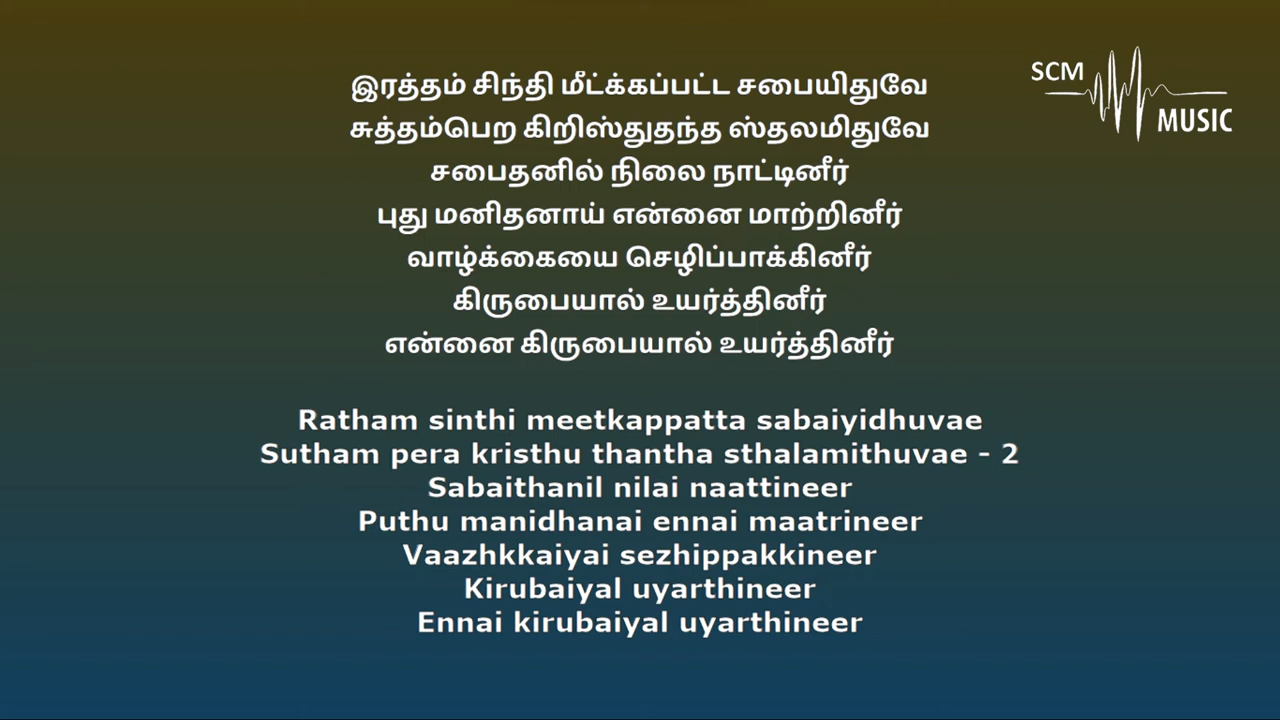 SCM
MUSIC
இரத்தம் சிந்தி மீட்க்கப்பட்ட சபையிதுவே
சுத்தம்பெற கிறிஸ்துதந்த ஸ்தலமிதுவே
சபைதனில் நிலை நாட்டினீர்
புது மனிதனாய் என்னை மாற்றினீர்
வாழ்க்கையை செழிப்பாக்கினீர்
கிருபையால் உயர்த்தினீர்
என்னை கிருபையால் உயர்த்தினீர்
Ratham sinthi meetkappatta sabaiyidhuvae
Sutham pera kristhu thantha sthalamithuvae - 2
Sabaithanil nilai naattineer
Puthu manidhanai ennai maatrineer
Vaazhkkaiyai sezhippakkineer
Kirubaiyal uyarthineer
Ennai kirubaiyal uyarthineer